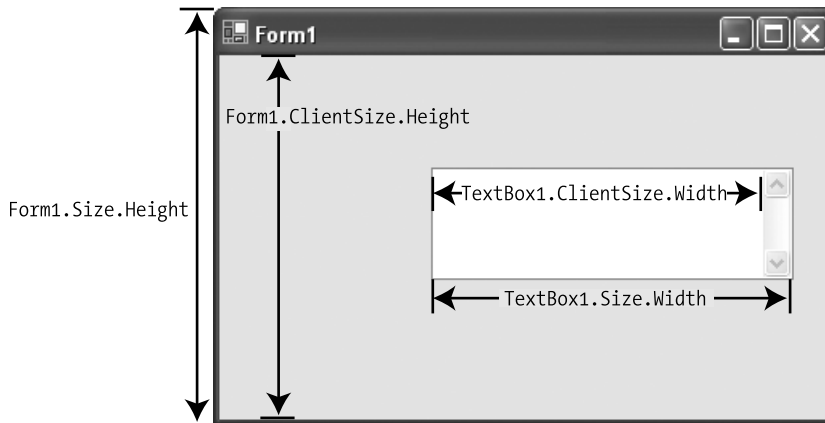 Form1
Form1.ClientSize.Height
TextBox1.ClientSize.Width
Form1.Size.Height
TextBox1.Size.Width